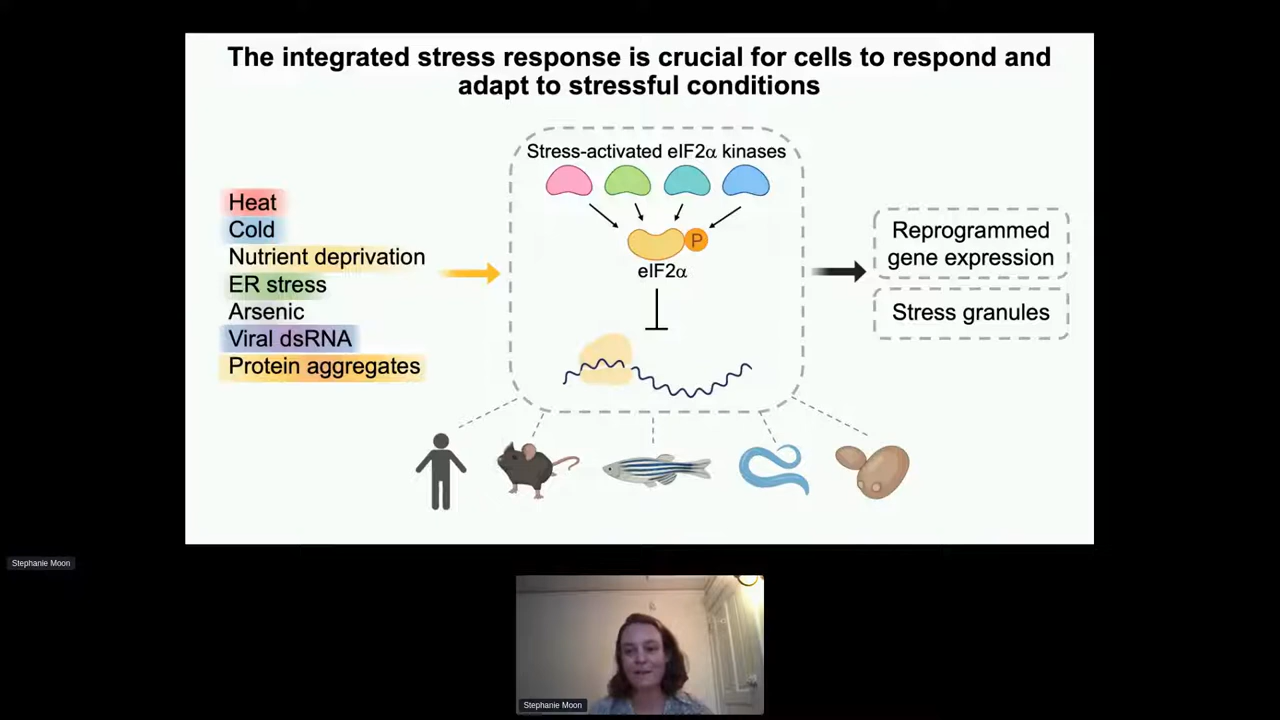 The integrated stress response is crucial for cells to respond and
adapt to stressful conditions
Stress-activated eIF2α kinases
Heat
Cold
Nutrient deprivation
ER stress
Arsenic
Viral dsRNA
Protein aggregates
P
eIF2α
Reprogrammed
gene expression
Stress granules
Stephanie Moon
Stephanie Moon